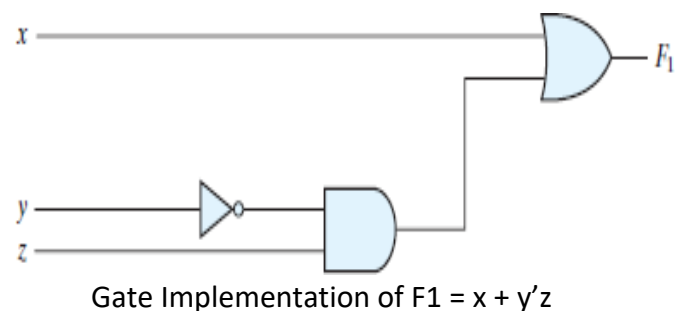 x
F₁
y
z
Gate Implementation of F1 = x + y’z